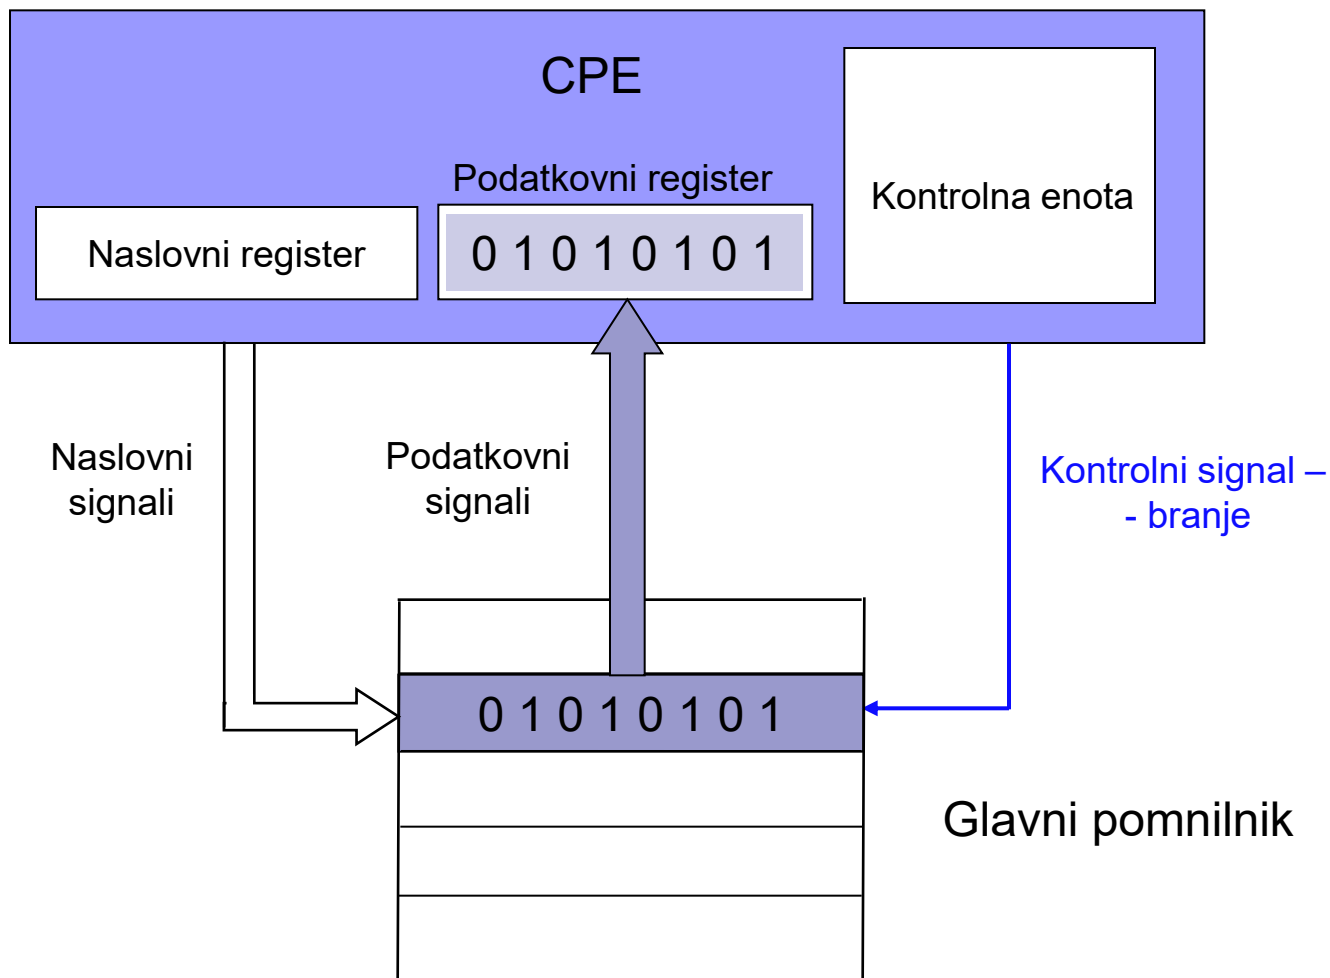 CPE
Podatkovni register
Kontrolna enota
Naslovni register
0 1 0 1 0 1 0 1
Naslovni
signali
Podatkovni
signali
Kontrolni signal –
- branje
0 1 0 1 0 1 0 1
Glavni pomnilnik